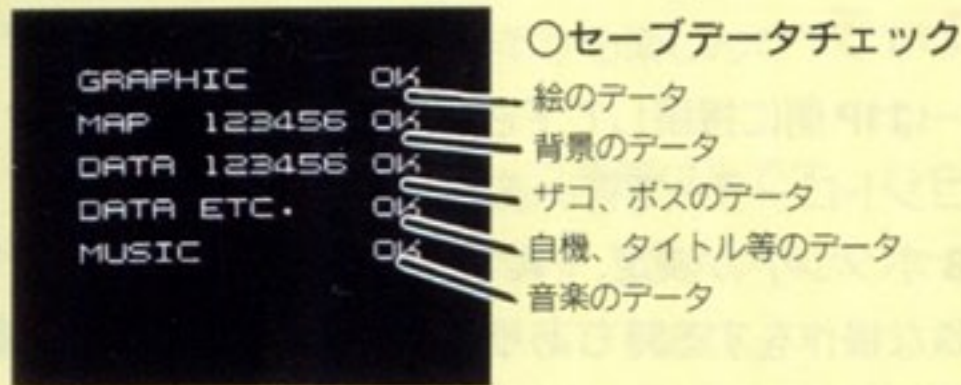 GRAPHIC OK
MAP 123456 OK
DATA 123456 OK
DATA ETC. OK
MUSIC OK
○セーブデータチェック
絵のデータ
背景のデータ
ザコ、ボスのデータ
自機、タイトル等のデータ
音楽のデータ